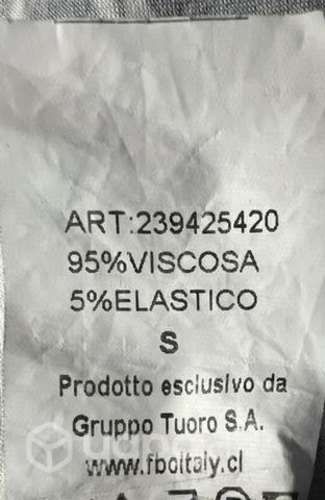 ART:239425420
95%VISCOSA
5%ELASTICO
S
Prodotto esclusivo da
Gruppo Tuoro S.A.
www.fboitaly.cl